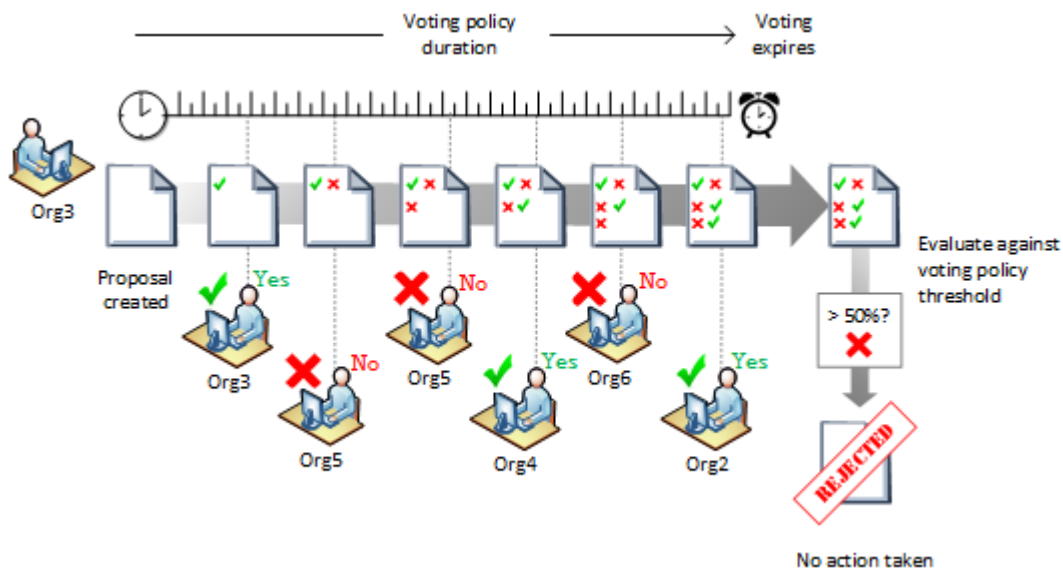 Voting policy
duration
Voting
expires
Org3
Proposal
created
Yes
Org3
No
Org5
No
Org5
Yes
Org4
No
Org6
Yes
Org2
Evaluate against
voting policy
threshold
> 50%?
REJECTED
No action taken